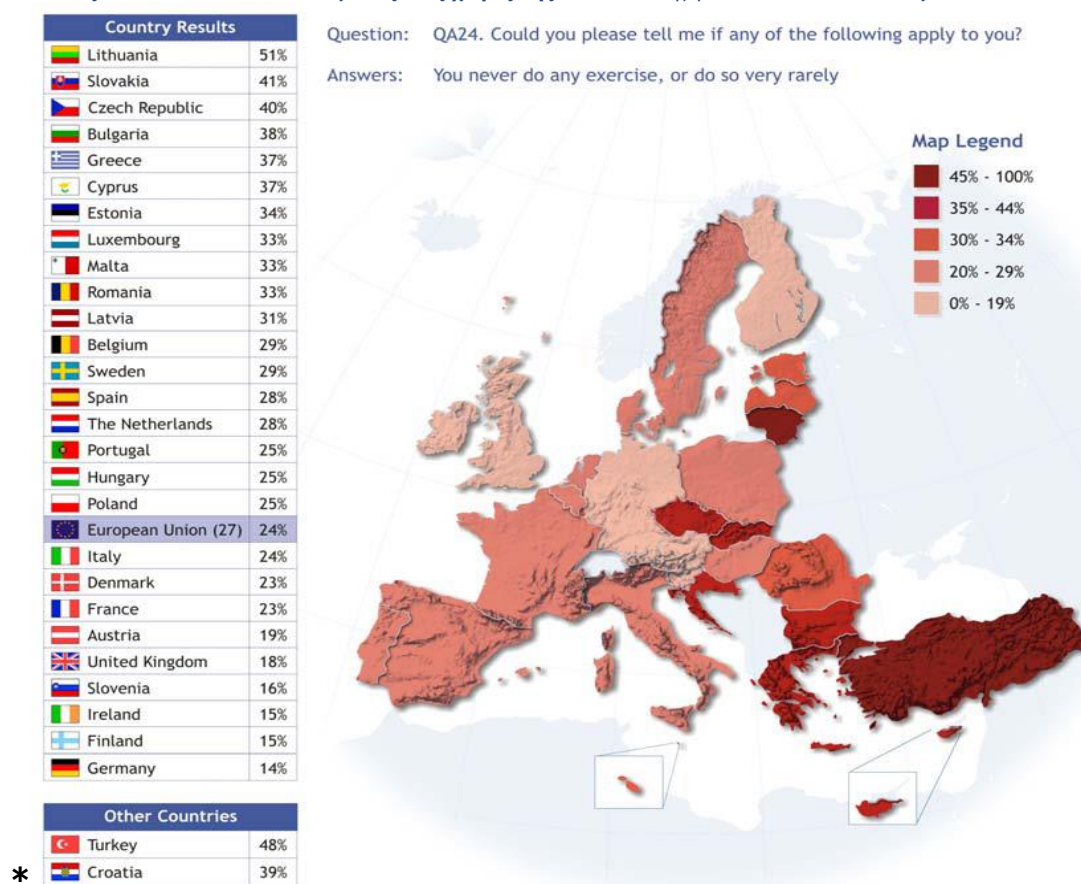 Question: QA24. Could you please tell me if any of the following apply to you?
Answers: You never do any exercise, or do so very rarely
Country Results
Lithuania 51%
Slovakia 41%
Czech Republic 40%
Bulgaria 38%
Greece 37%
Cyprus 37%
Estonia 34%
Luxembourg 33%
Malta 33%
Romania 33%
Latvia 31%
Belgium 29%
Sweden 29%
Spain 28%
The Netherlands 28%
Portugal 25%
Hungary 25%
Poland 25%
European Union (27) 24%
Italy 24%
Denmark 23%
France 23%
Austria 19%
United Kingdom 18%
Slovenia 16%
Ireland 15%
Finland 15%
Germany 14%
Other Countries
Turkey 48%
* Croatia 39%
Map Legend
45% - 100%
35% - 44%
30% - 34%
20% - 29%
0% - 19%